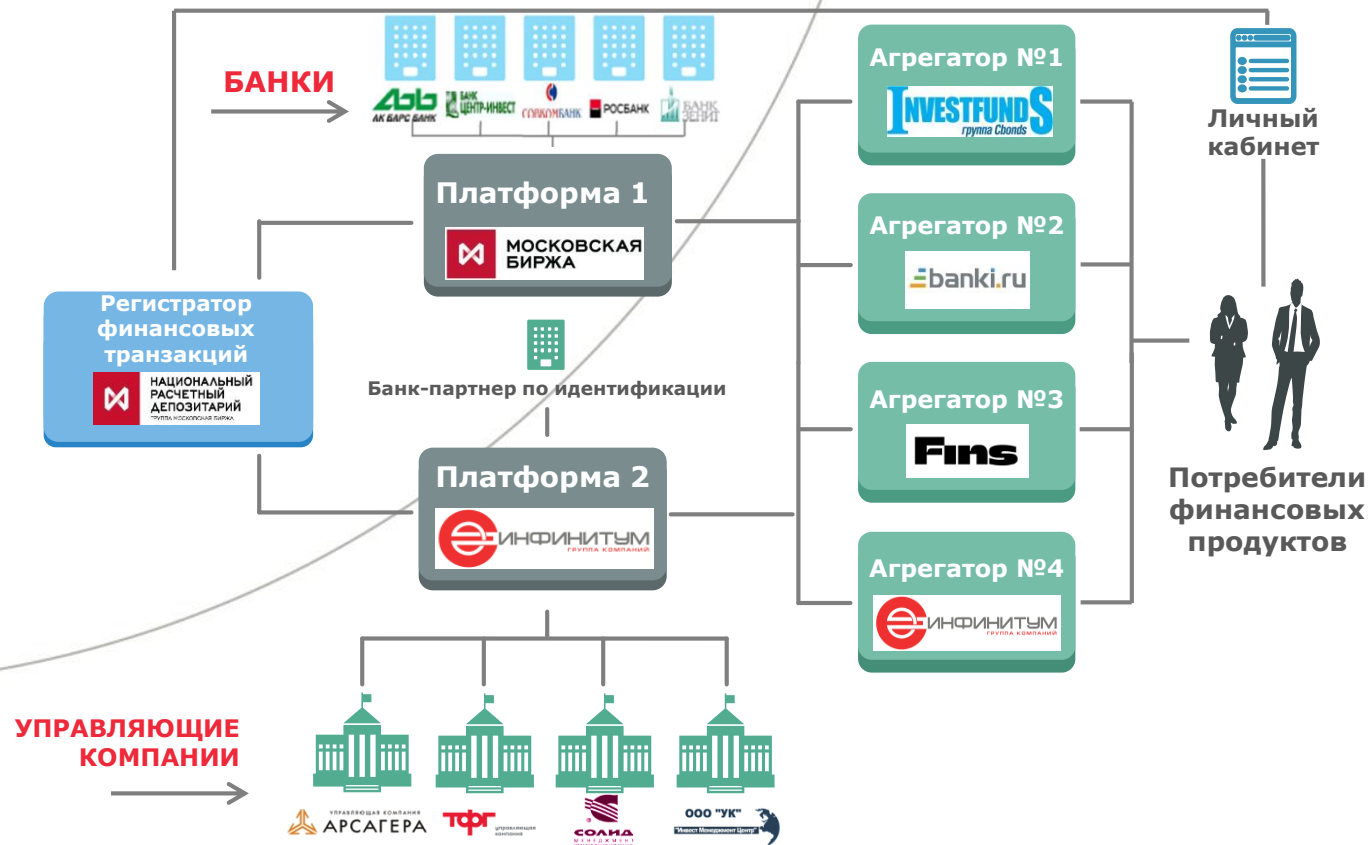 БАНКИ
АК БАРС БАНК
БАНК
ЦЕНТР-ИНВЕСТ
СОВКОМБАНК
РОСБАНК
БАНК
ЗЕНИТ
Платформа 1
МОСКОВСКАЯ
БИРЖА
Регистратор
финансовых
транзакций
НАЦИОНАЛЬНЫЙ
РАСЧЕТНЫЙ
ДЕПОЗИТАРИЙ
ГРУППА МОСКОВСКАЯ БИРЖА
Банк-партнер по идентификации
Платформа 2
ИНФИНИТУМ
ГРУППА КОМПАНИЙ
Агрегатор №1
INVESTFUNDS
группа Cbonds
Агрегатор №2
banki.ru
Агрегатор №3
Fins
Агрегатор №4
ИНФИНИТУМ
ГРУППА КОМПАНИЙ
Личный
кабинет
Потребители
финансовых
продуктов
УПРАВЛЯЮЩИЕ
КОМПАНИИ
УПРАВЛЯЮЩАЯ КОМПАНИЯ
АРСАГЕРА
ТФГ
управляющая
компания
СОЛИД
МЕНЕДЖМЕНТ
ООО "УК"
"Инвест Менеджмент Центр"